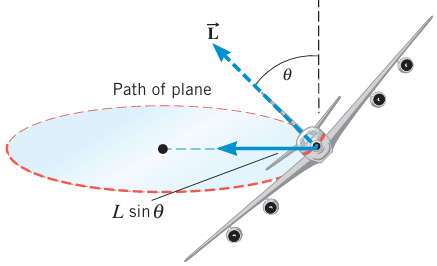 L⃗
θ
Path of plane
L sin θ